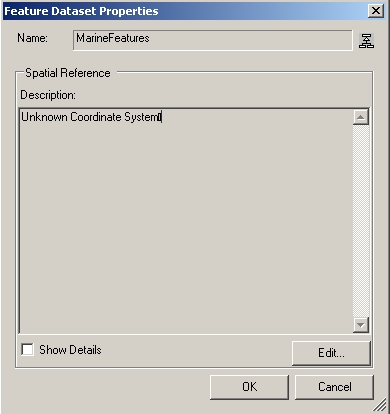 Feature Dataset Properties
Name: MarineFeatures
Spatial Reference
Description:
Unknown Coordinate System
Show Details
Edit...
OK Cancel